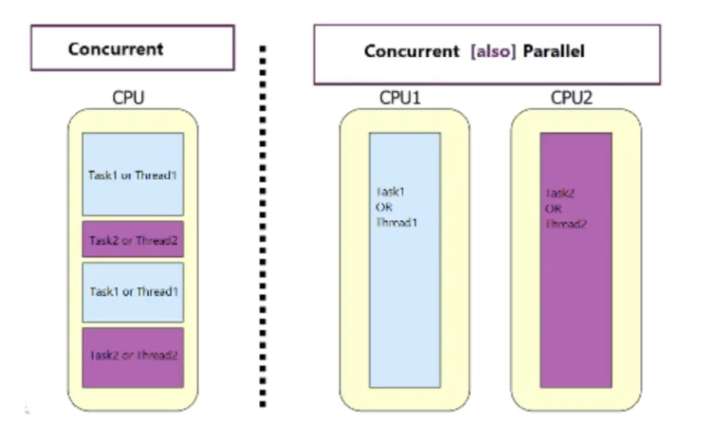 Concurrent
Concurrent [also] Parallel
CPU
CPU1
CPU2
Task1 or Thread1
Task2 or Thread2
Task1 or Thread1
Task2 or Thread2
Task1
OR
Thread1
Task2
OR
Thread2